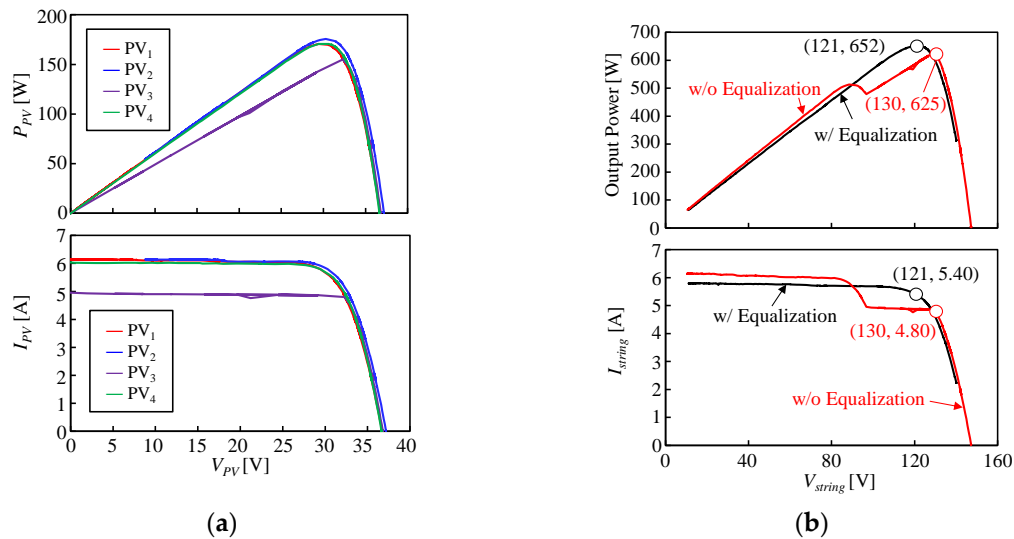 200
150
100
50
0
P_PV [W]
PV1
PV2
PV3
PV4
7
6
5
4
3
2
1
0
I_PV [A]
PV1
PV2
PV3
PV4
0 5 10 15 20 25 30 35 40
V_PV [V]
(a)
800
700
600
500
400
300
200
100
0
Output Power [W]
(121, 652)
w/o Equalization
(130, 625)
w/ Equalization
6
5
4
3
2
1
0
I_string [A]
(121, 5.40)
w/ Equalization
(130, 4.80)
w/o Equalization
0 40 80 120 160
V_string [V]
(b)